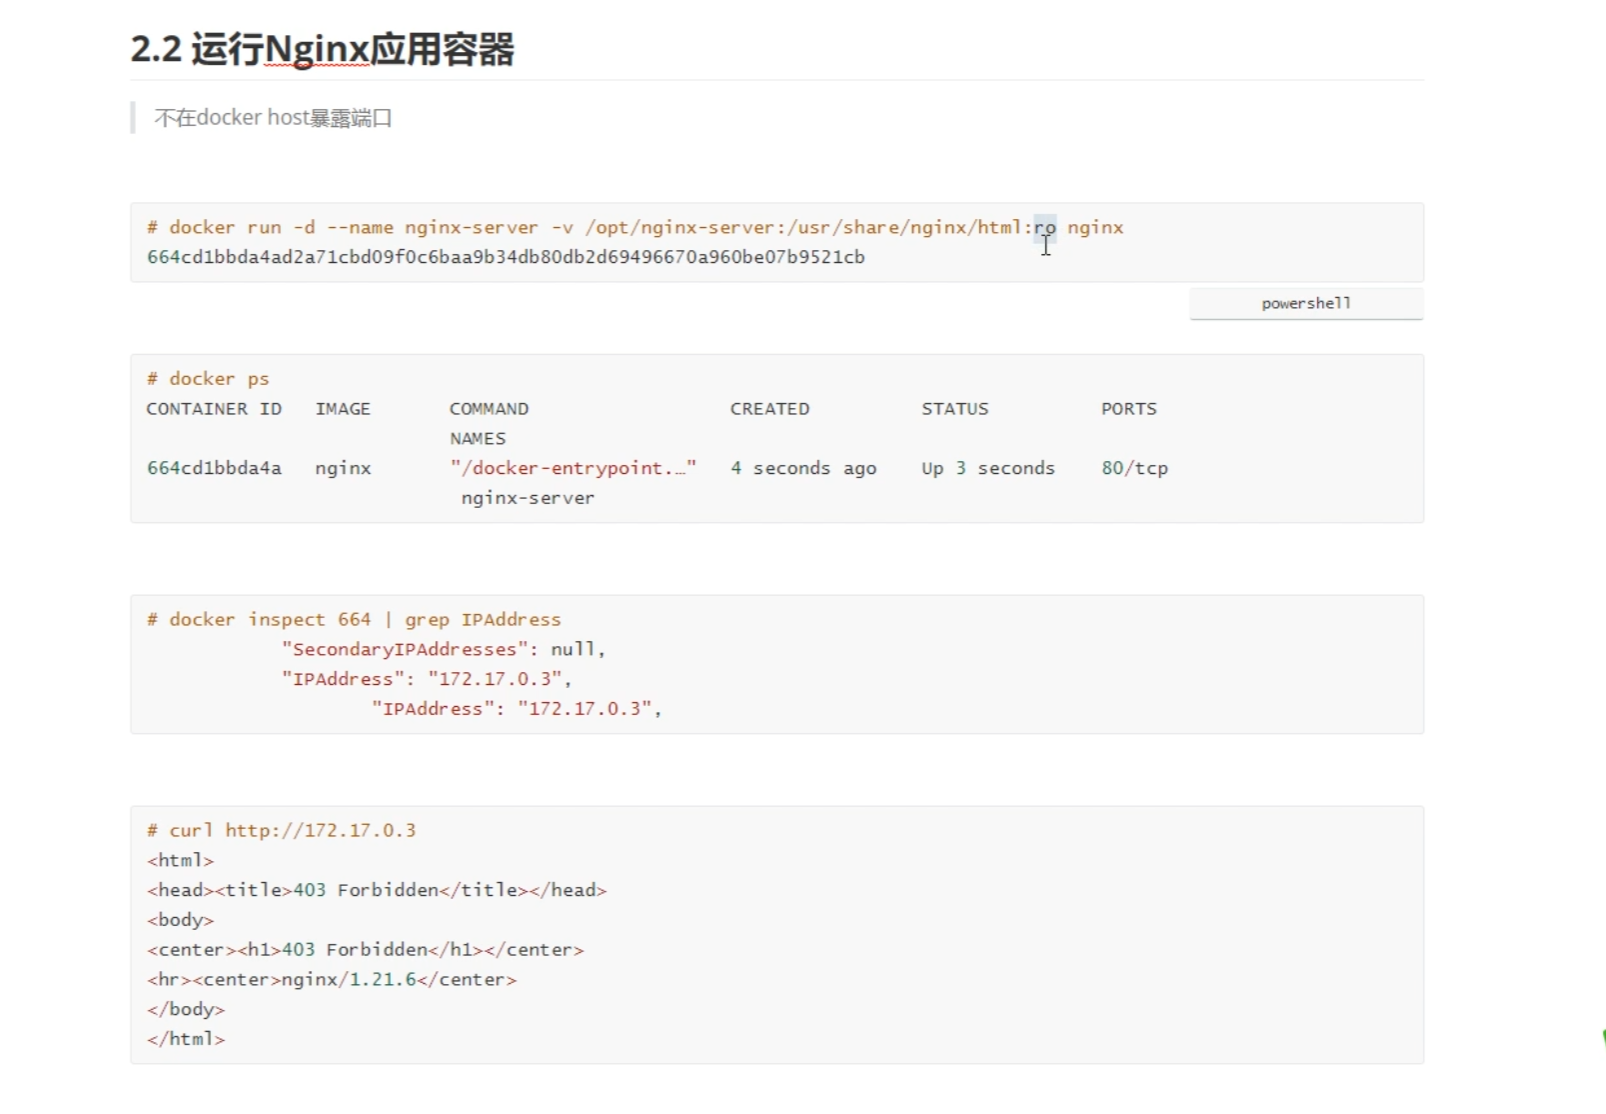 2.2 运行Nginx应用容器
不在docker host暴露端口
# docker run -d --name nginx-server -v /opt/nginx-server:/usr/share/nginx/html:ro nginx
664cd1bbda4ad2a71cbd09f0c6baa9b34db80db2d69496670a960be07b9521cb
powershell
# docker ps
CONTAINER ID   IMAGE       COMMAND                  CREATED          STATUS          PORTS
NAMES
664cd1bbda4a   nginx       "/docker-entrypoint.…"   4 seconds ago    Up 3 seconds    80/tcp
nginx-server
# docker inspect 664 | grep IPAddress
"SecondaryIPAddresses": null,
"IPAddress": "172.17.0.3",
"IPAddress": "172.17.0.3",
# curl http://172.17.0.3
<html>
<head><title>403 Forbidden</title></head>
<body>
<center><h1>403 Forbidden</h1></center>
<hr><center>nginx/1.21.6</center>
</body>
</html>